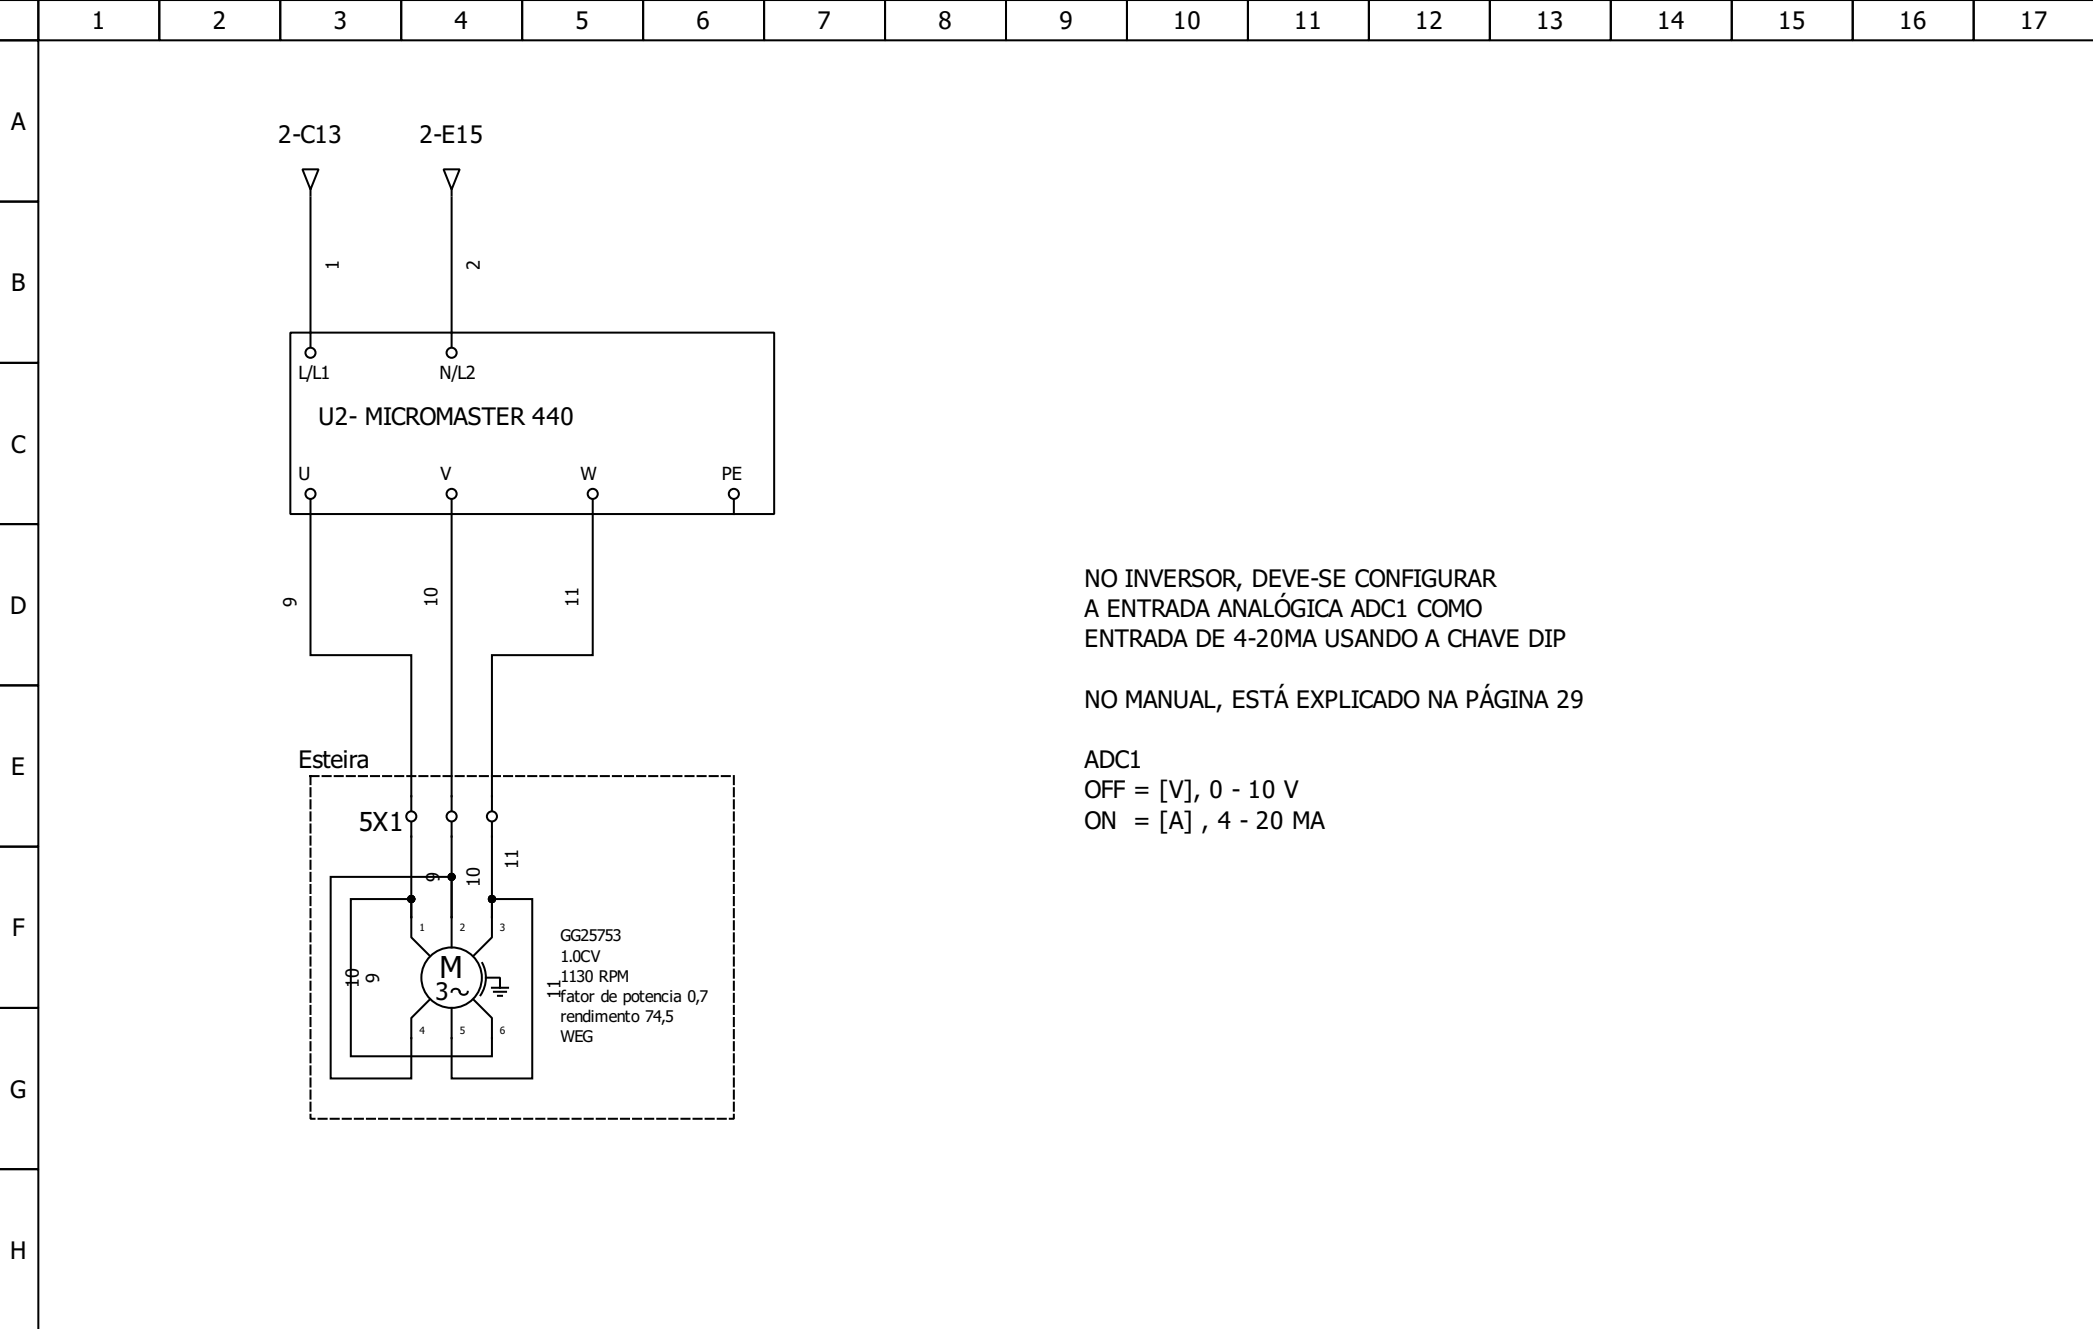 1 2 3 4 5 6 7 8 9 10 11 12 13 14 15 16 17
A
2-C13 2-E15
B
1 2
L/L1 N/L2
U2- MICROMASTER 440
C
U V W PE
D
9 10 11
NO INVERSOR, DEVE-SE CONFIGURAR
A ENTRADA ANALÓGICA ADC1 COMO
ENTRADA DE 4-20MA USANDO A CHAVE DIP
NO MANUAL, ESTÁ EXPLICADO NA PÁGINA 29
E
Esteira
ADC1
OFF = [V], 0 - 10 V
ON = [A] , 4 - 20 MA
5X1
9 10 11
F
1 2 3
M
3~
10 9 11
GG25753
1.0CV
1130 RPM
fator de potencia 0,7
rendimento 74,5
WEG
4 5 6
G
H